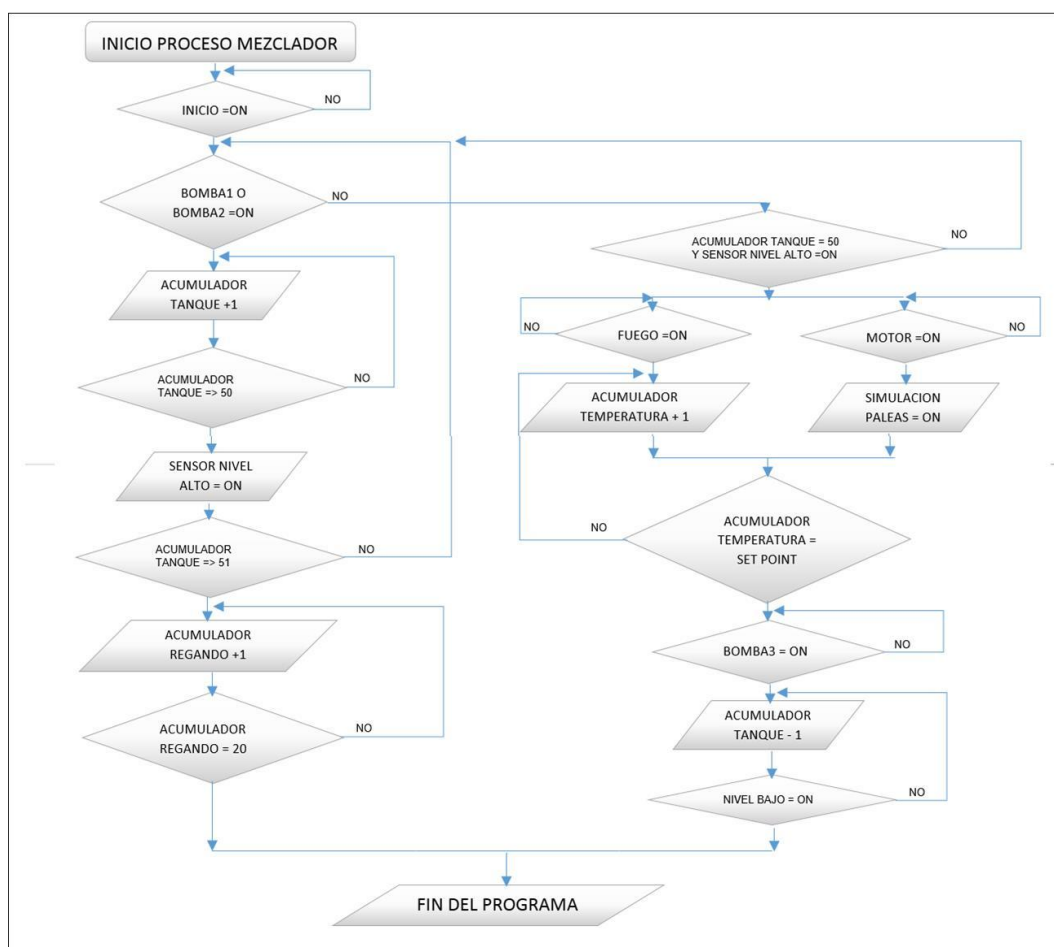 INICIO PROCESO MEZCLADOR
NO
INICIO =ON
BOMBA1 O
BOMBA2 =ON
NO
ACUMULADOR
TANQUE +1
ACUMULADOR
TANQUE => 50
NO
SENSOR NIVEL
ALTO = ON
ACUMULADOR
TANQUE => 51
NO
ACUMULADOR
REGANDO +1
ACUMULADOR
REGANDO = 20
NO
ACUMULADOR TANQUE = 50
Y SENSOR NIVEL ALTO =ON
NO
NO
FUEGO =ON
MOTOR =ON
NO
ACUMULADOR
TEMPERATURA + 1
SIMULACION
PALEAS = ON
NO
ACUMULADOR
TEMPERATURA =
SET POINT
BOMBA3 = ON
NO
ACUMULADOR
TANQUE - 1
NIVEL BAJO = ON
NO
FIN DEL PROGRAMA